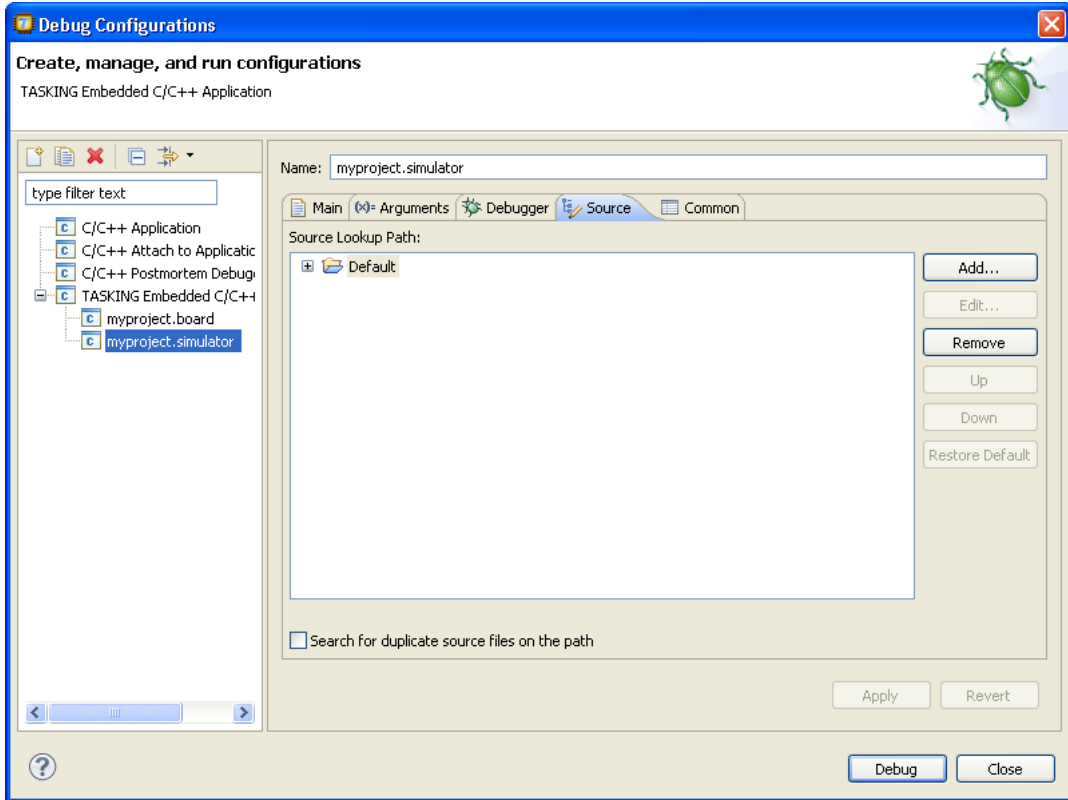 Debug Configurations
Create, manage, and run configurations
TASKING Embedded C/C++ Application
type filter text
C/C++ Application
C/C++ Attach to Applicatic
C/C++ Postmortem Debug
TASKING Embedded C/C++
myproject.board
myproject.simulator
Name: myproject.simulator
Main (x)= Arguments Debugger Source Common
Source Lookup Path:
Default
Add...
Edit...
Remove
Up
Down
Restore Default
Search for duplicate source files on the path
Apply Revert
? Debug Close